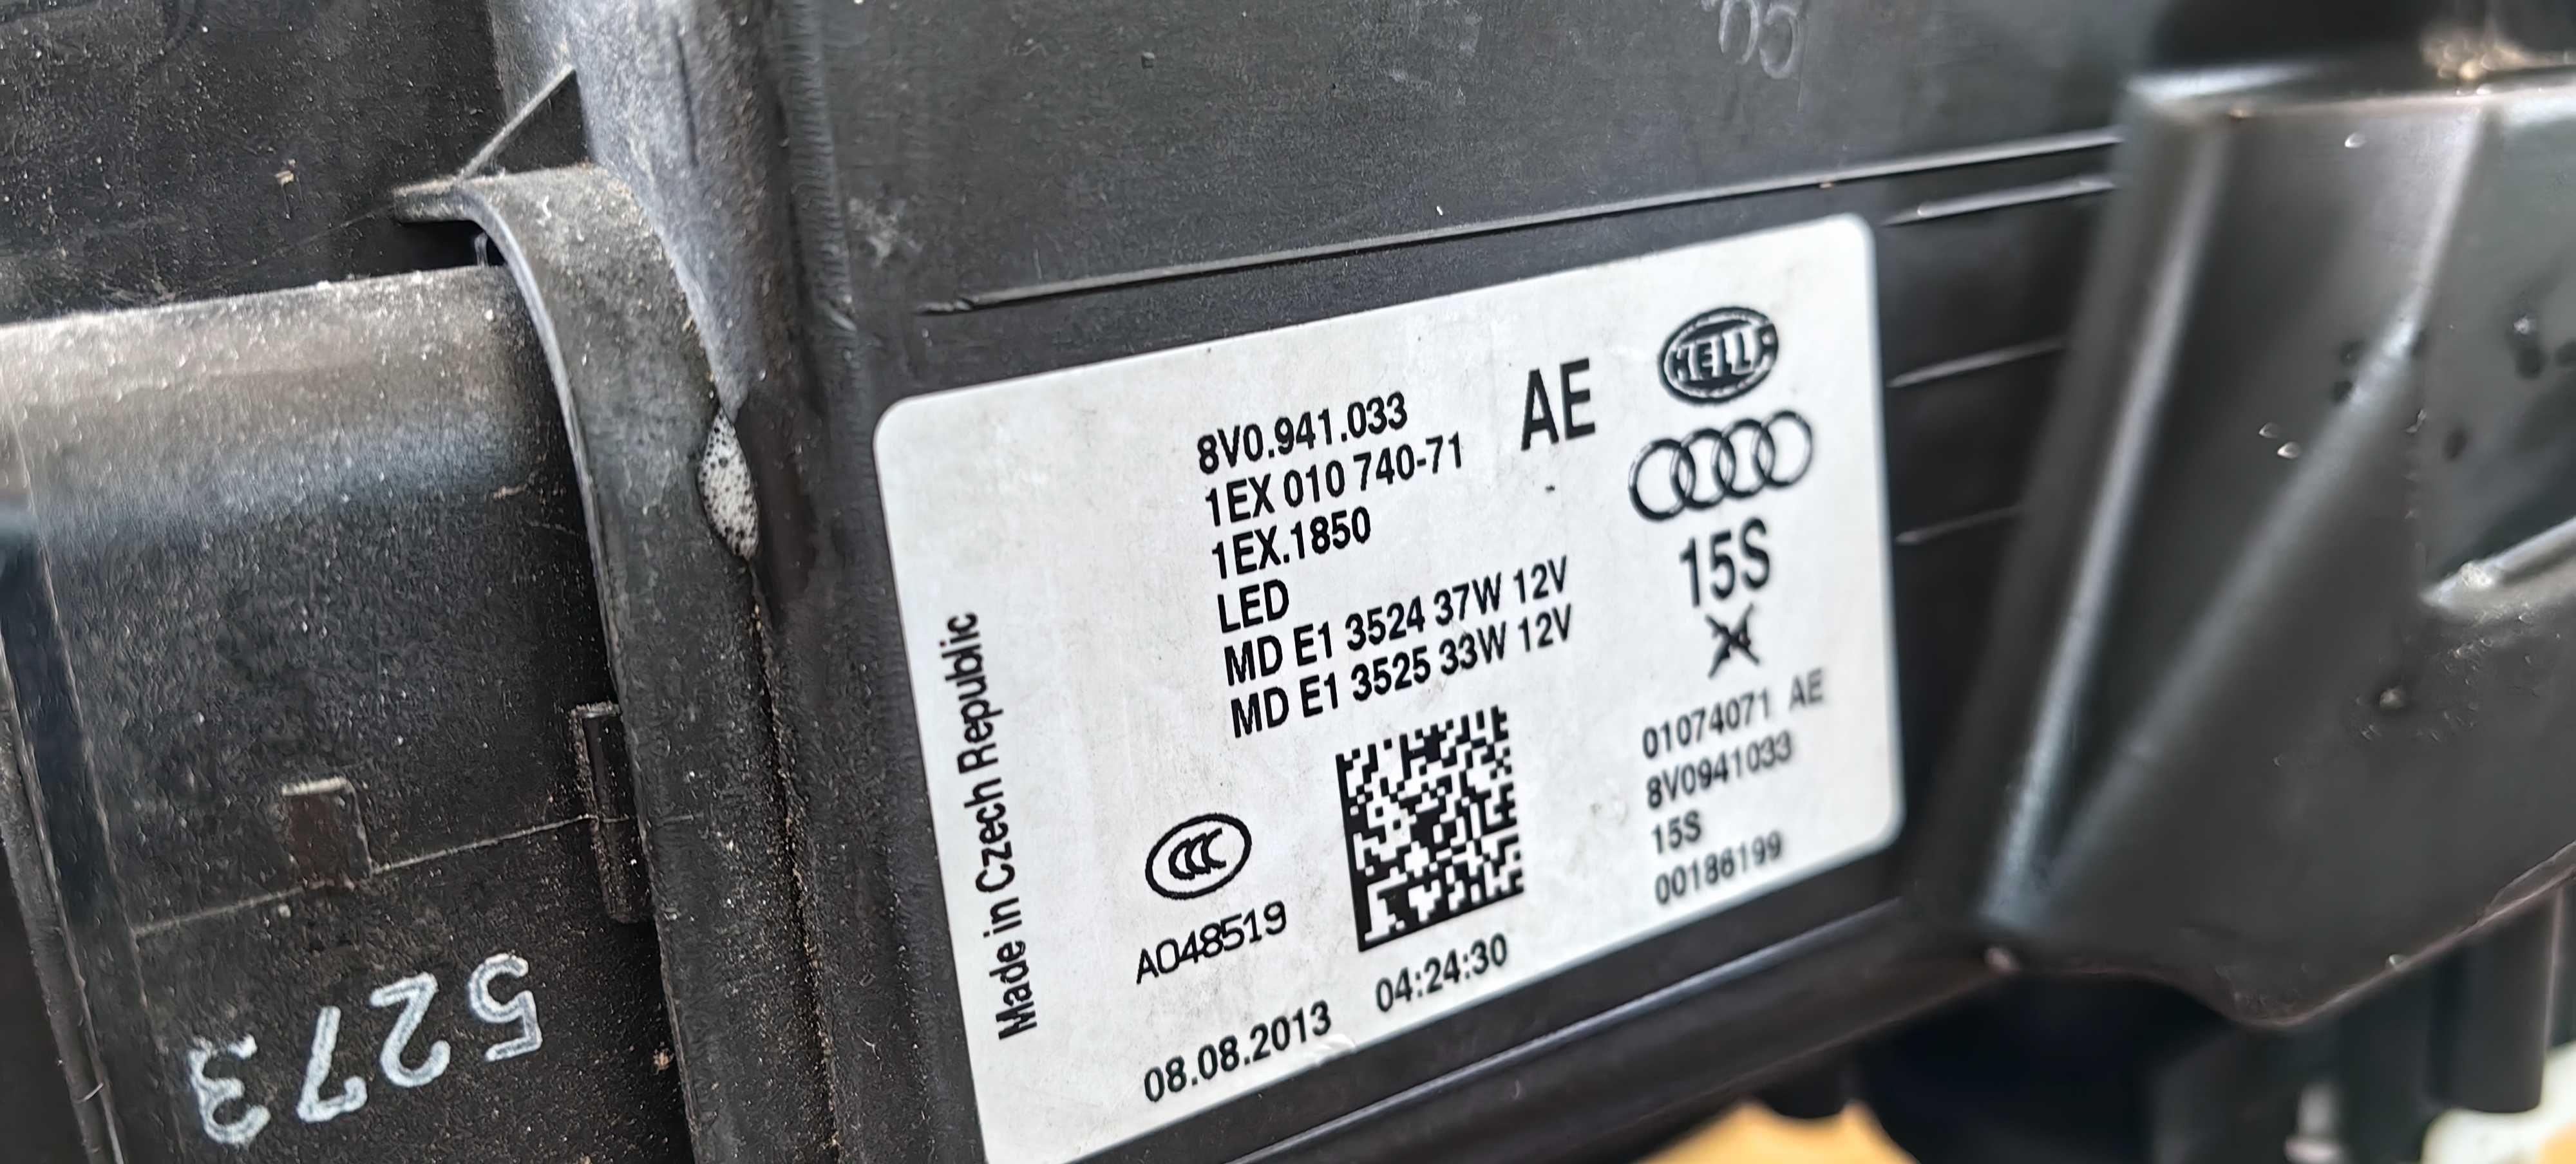 8V0.941.033
1EX 010 740-71
AE
1EX.1850
LED
MD E1 3524 37W 12V
MD E1 3525 33W 12V
HELLA
15S
01074071 AE
8V0941033
15S
00186199
CCC
A048519
08.08.2013 04:24:30
Made in Czech Republic
5273